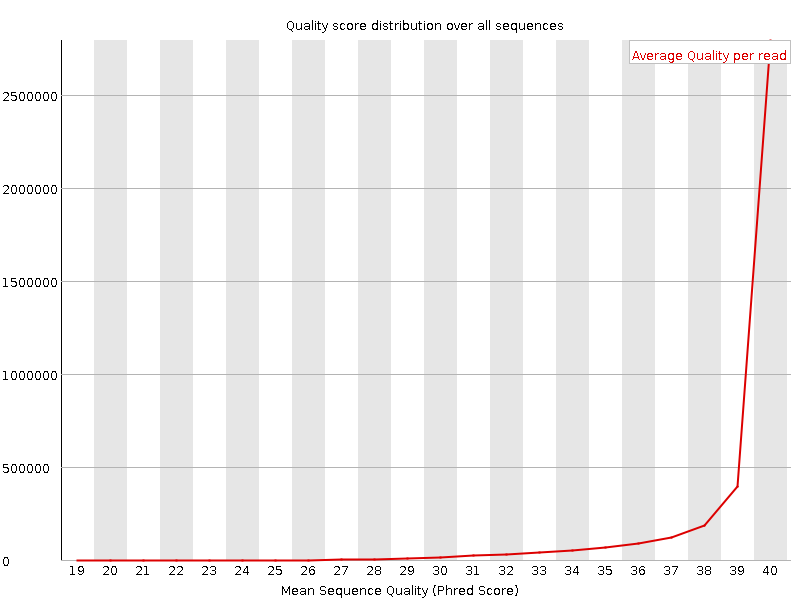 Quality score distribution over all sequences
Average Quality per read
2500000
2000000
1500000
1000000
500000
0
19 20 21 22 23 24 25 26 27 28 29 30 31 32 33 34 35 36 37 38 39 40
Mean Sequence Quality (Phred Score)